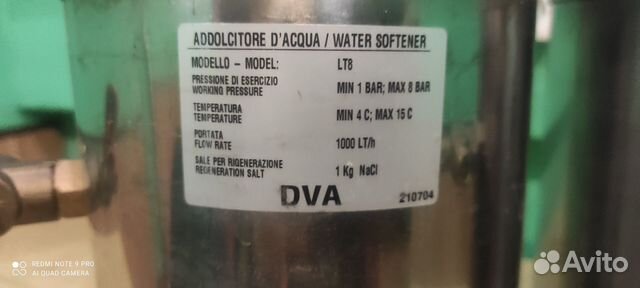 ADDOLCITORE D'ACQUA / WATER SOFTENER
MODELLO - MODEL: LT8
PRESSIONE DI ESERCIZIO
WORKING PRESSURE MIN 1 BAR; MAX 8 BAR
TEMPERATURA
TEMPERATURE MIN 4 C; MAX 15 C
PORTATA
FLOW RATE 1000 LT/h
SALE PER RIGENERAZIONE
REGENERATION SALT 1 Kg NaCl
DVA 210704
REDMI NOTE 9 PRO
AI QUAD CAMERA
Avito